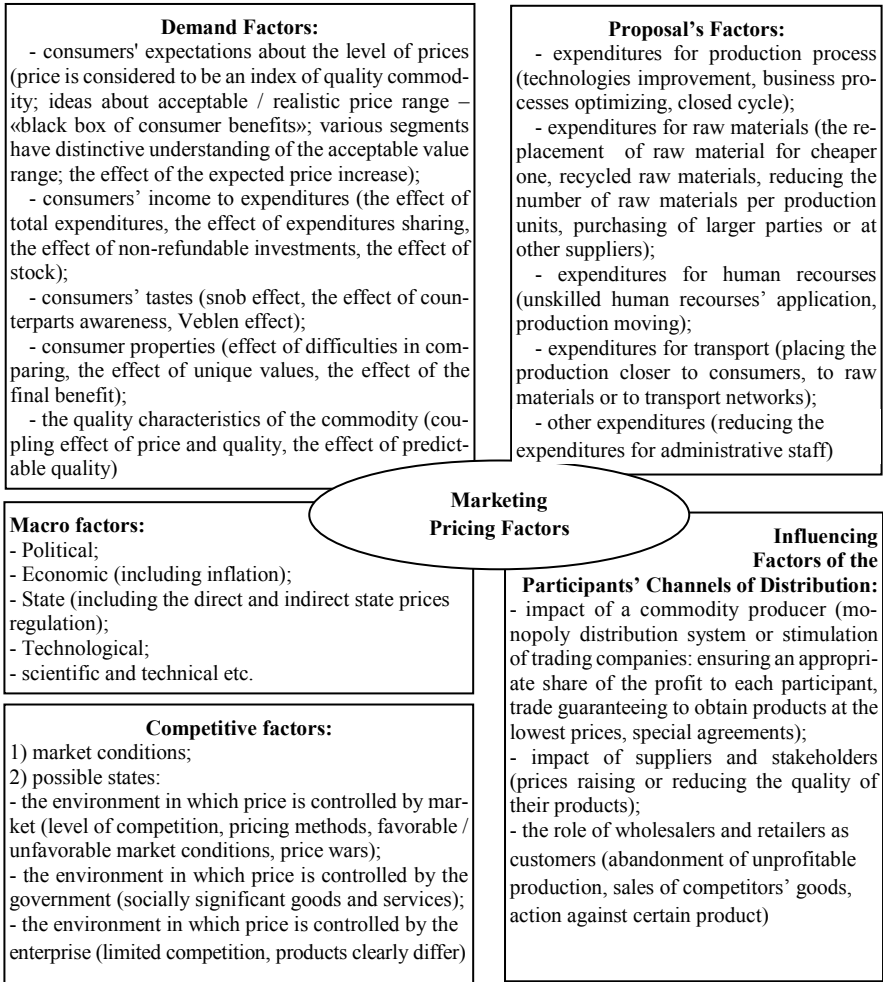 Demand Factors:
- consumers' expectations about the level of prices
(price is considered to be an index of quality commod-
ity; ideas about acceptable / realistic price range –
«black box of consumer benefits»; various segments
have distinctive understanding of the acceptable value
range; the effect of the expected price increase);
- consumers’ income to expenditures (the effect of
total expenditures, the effect of expenditures sharing,
the effect of non-refundable investments, the effect of
stock);
- consumers’ tastes (snob effect, the effect of coun-
terparts awareness, Veblen effect);
- consumer properties (effect of difficulties in com-
paring, the effect of unique values, the effect of the
final benefit);
- the quality characteristics of the commodity (cou-
pling effect of price and quality, the effect of predict-
able quality)
Proposal’s Factors:
- expenditures for production process
(technologies improvement, business pro-
cesses optimizing, closed cycle);
- expenditures for raw materials (the re-
placement of raw material for cheaper
one, recycled raw materials, reducing the
number of raw materials per production
units, purchasing of larger parties or at
other suppliers);
- expenditures for human recourses
(unskilled human recourses’ application,
production moving);
- expenditures for transport (placing the
production closer to consumers, to raw
materials or to transport networks);
- other expenditures (reducing the
expenditures for administrative staff)
Marketing
Pricing Factors
Macro factors:
- Political;
- Economic (including inflation);
- State (including the direct and indirect state prices
regulation);
- Technological;
- scientific and technical etc.
Influencing
Factors of the
Participants’ Channels of Distribution:
- impact of a commodity producer (mo-
nopoly distribution system or stimulation
of trading companies: ensuring an appropri-
ate share of the profit to each participant,
trade guaranteeing to obtain products at the
lowest prices, special agreements);
- impact of suppliers and stakeholders
(prices raising or reducing the quality of
their products);
- the role of wholesalers and retailers as
customers (abandonment of unprofitable
production, sales of competitors’ goods,
action against certain product)
Competitive factors:
1) market conditions;
2) possible states:
- the environment in which price is controlled by mar-
ket (level of competition, pricing methods, favorable /
unfavorable market conditions, price wars);
- the environment in which price is controlled by the
government (socially significant goods and services);
- the environment in which price is controlled by the
enterprise (limited competition, products clearly differ)